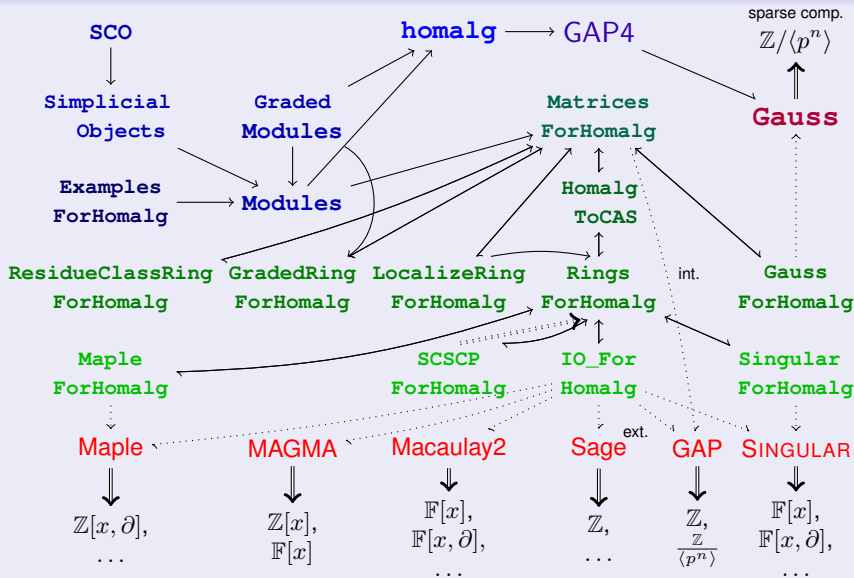 sparse comp.
SCO
homalg
GAP4
ℤ/⟨pⁿ⟩
Simplicial
Objects
Graded
Modules
Matrices
ForHomalg
Gauss
Examples
ForHomalg
Modules
Homalg
ToCAS
ResidueClassRing
ForHomalg
GradedRing
ForHomalg
LocalizeRing
ForHomalg
Rings
ForHomalg
int.
Gauss
ForHomalg
Maple
ForHomalg
SCSCP
ForHomalg
IO_For
Homalg
Singular
ForHomalg
ext.
Maple
MAGMA
Macaulay2
Sage
GAP
SINGULAR
ℤ[x, ∂],
...
ℤ[x],
𝔽[x]
𝔽[x],
𝔽[x, ∂],
...
ℤ,
...
ℤ,
ℤ/⟨pⁿ⟩
𝔽[x],
𝔽[x, ∂],
...